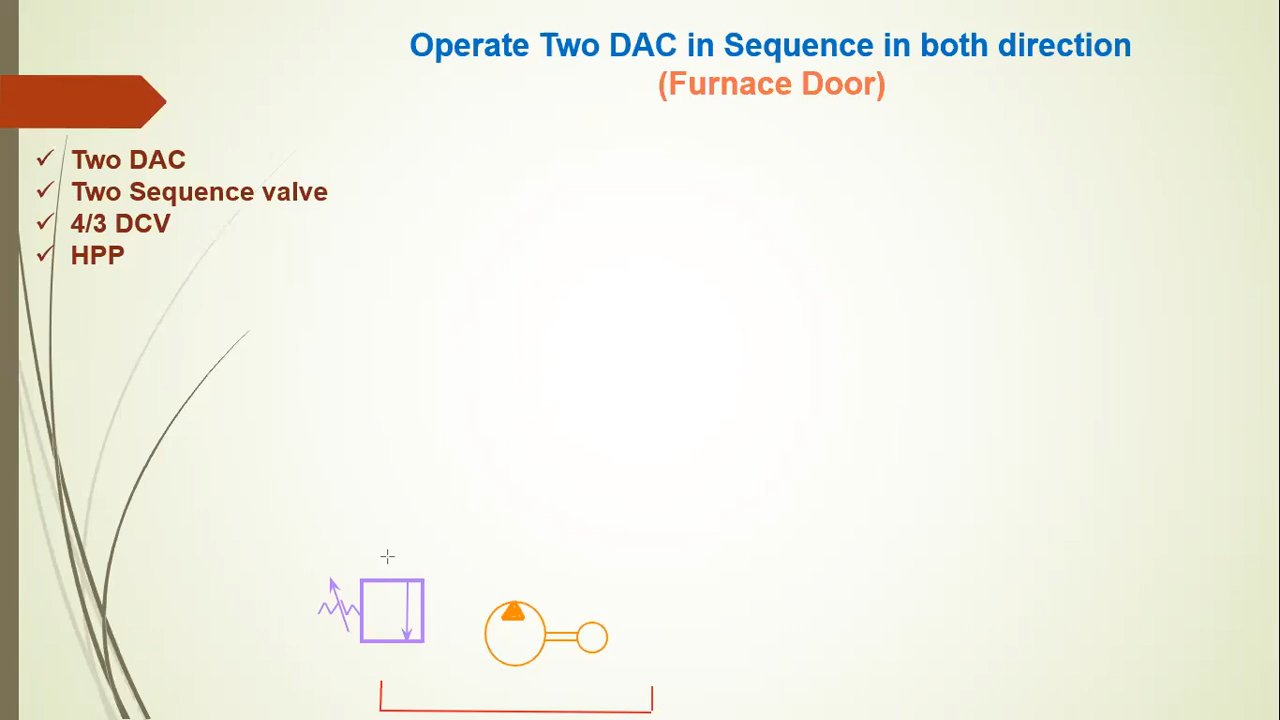 Operate Two DAC in Sequence in both direction
(Furnace Door)
Two DAC
Two Sequence valve
4/3 DCV
HPP